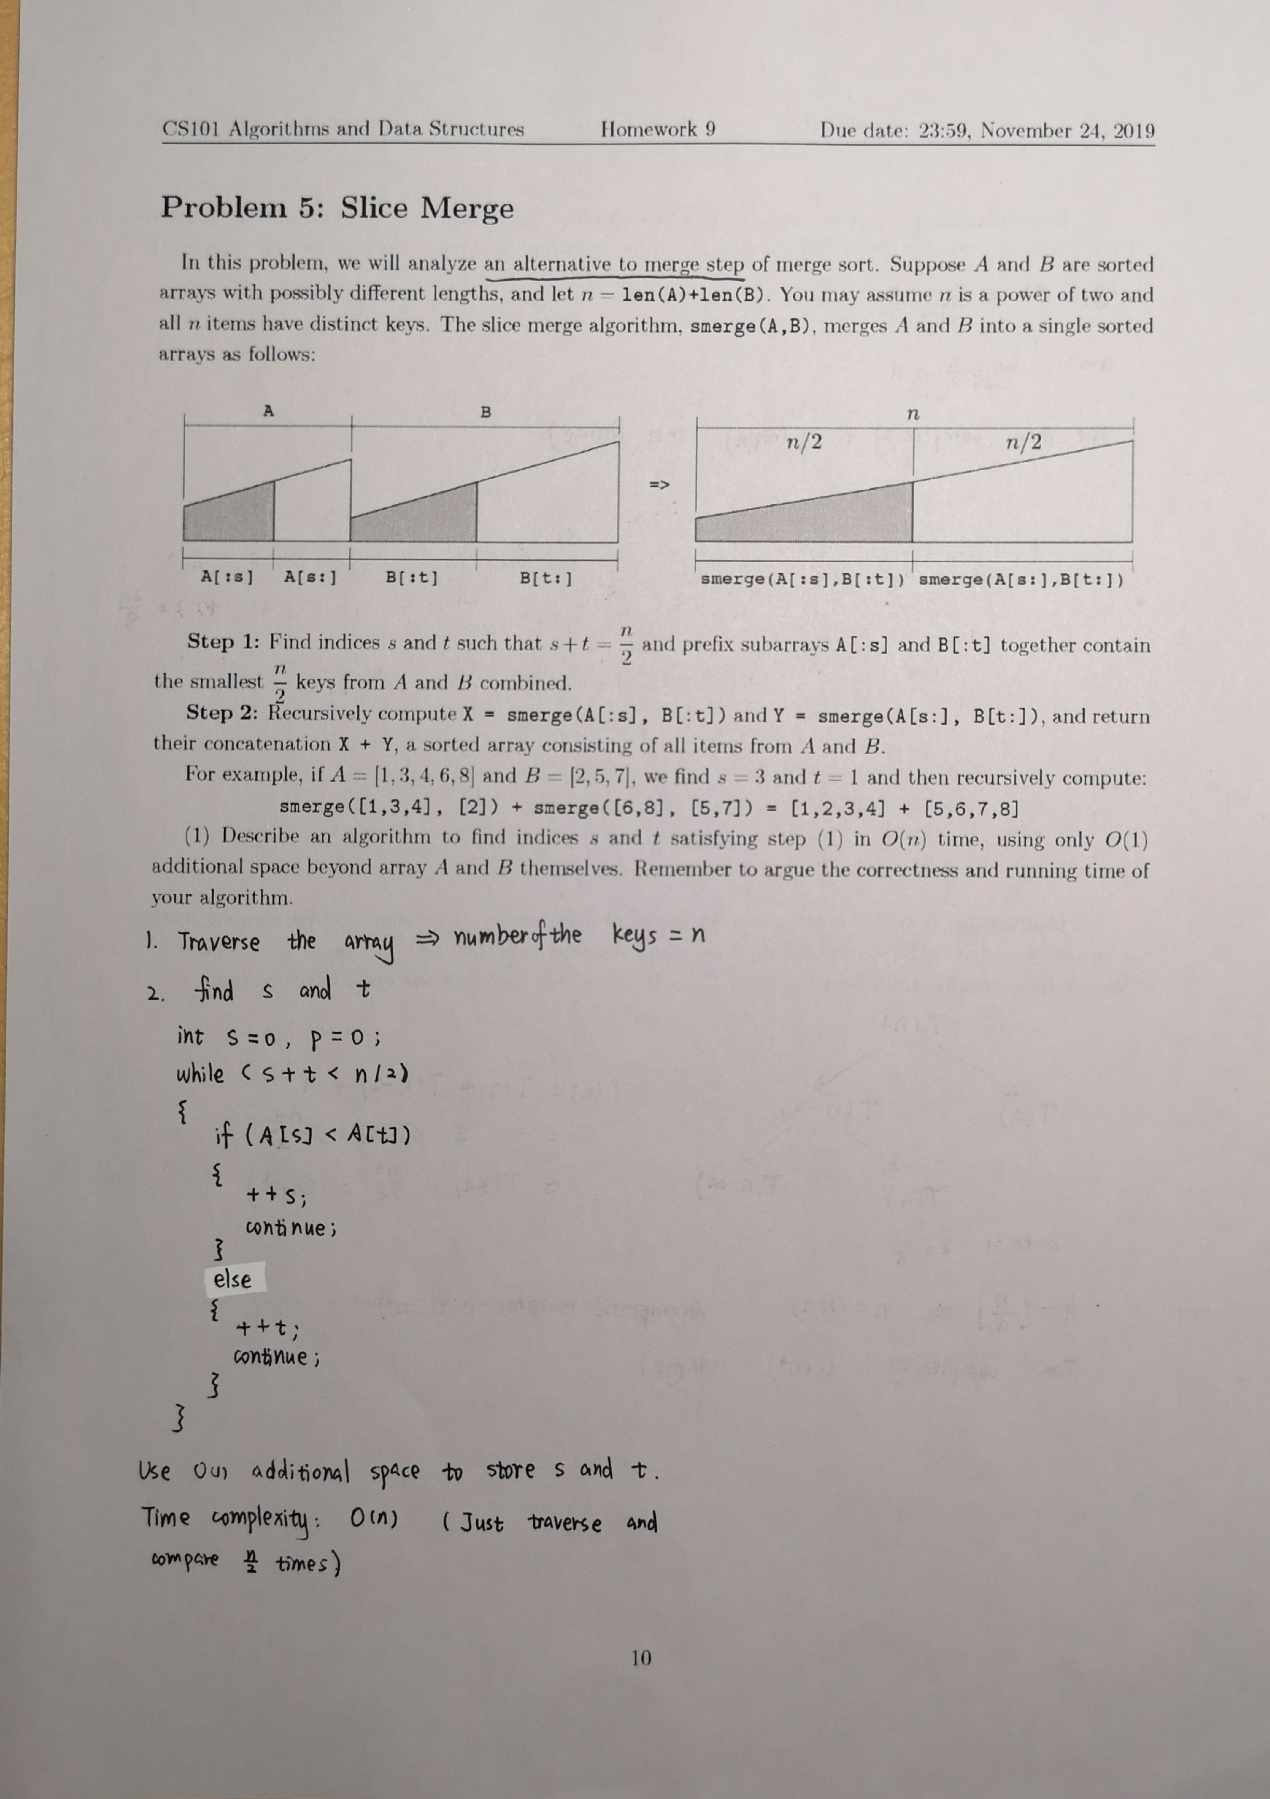 CS101 Algorithms and Data Structures Homework 9 Due date: 23:59, November 24, 2019
Problem 5: Slice Merge
In this problem, we will analyze an alternative to merge step of merge sort. Suppose A and B are sorted
arrays with possibly different lengths, and let n = len(A)+len(B). You may assume n is a power of two and
all n items have distinct keys. The slice merge algorithm, smerge(A,B), merges A and B into a single sorted
arrays as follows:
A B n
n/2 n/2
=>
A[:s] A[s:] B[:t] B[t:] smerge(A[:s],B[:t]) smerge(A[s:],B[t:])
Step 1: Find indices s and t such that s+t = n/2 and prefix subarrays A[:s] and B[:t] together contain
the smallest n/2 keys from A and B combined.
Step 2: Recursively compute X = smerge(A[:s], B[:t]) and Y = smerge(A[s:], B[t:]), and return
their concatenation X + Y, a sorted array consisting of all items from A and B.
For example, if A = [1, 3, 4, 6, 8] and B = [2, 5, 7], we find s = 3 and t = 1 and then recursively compute:
smerge([1,3,4], [2]) + smerge([6,8], [5,7]) = [1,2,3,4] + [5,6,7,8]
(1) Describe an algorithm to find indices s and t satisfying step (1) in O(n) time, using only O(1)
additional space beyond array A and B themselves. Remember to argue the correctness and running time of
your algorithm.
1. Traverse the array ⇒ number of the keys = n
2. find s and t
int s=0, p=0;
while (s+t < n/2)
{
if (A[s] < A[t])
{
++s;
continue;
}
else
{
++t;
continue;
}
}
Use O(1) additional space to store s and t.
Time complexity: O(n) (Just traverse and
compare n/2 times)
10